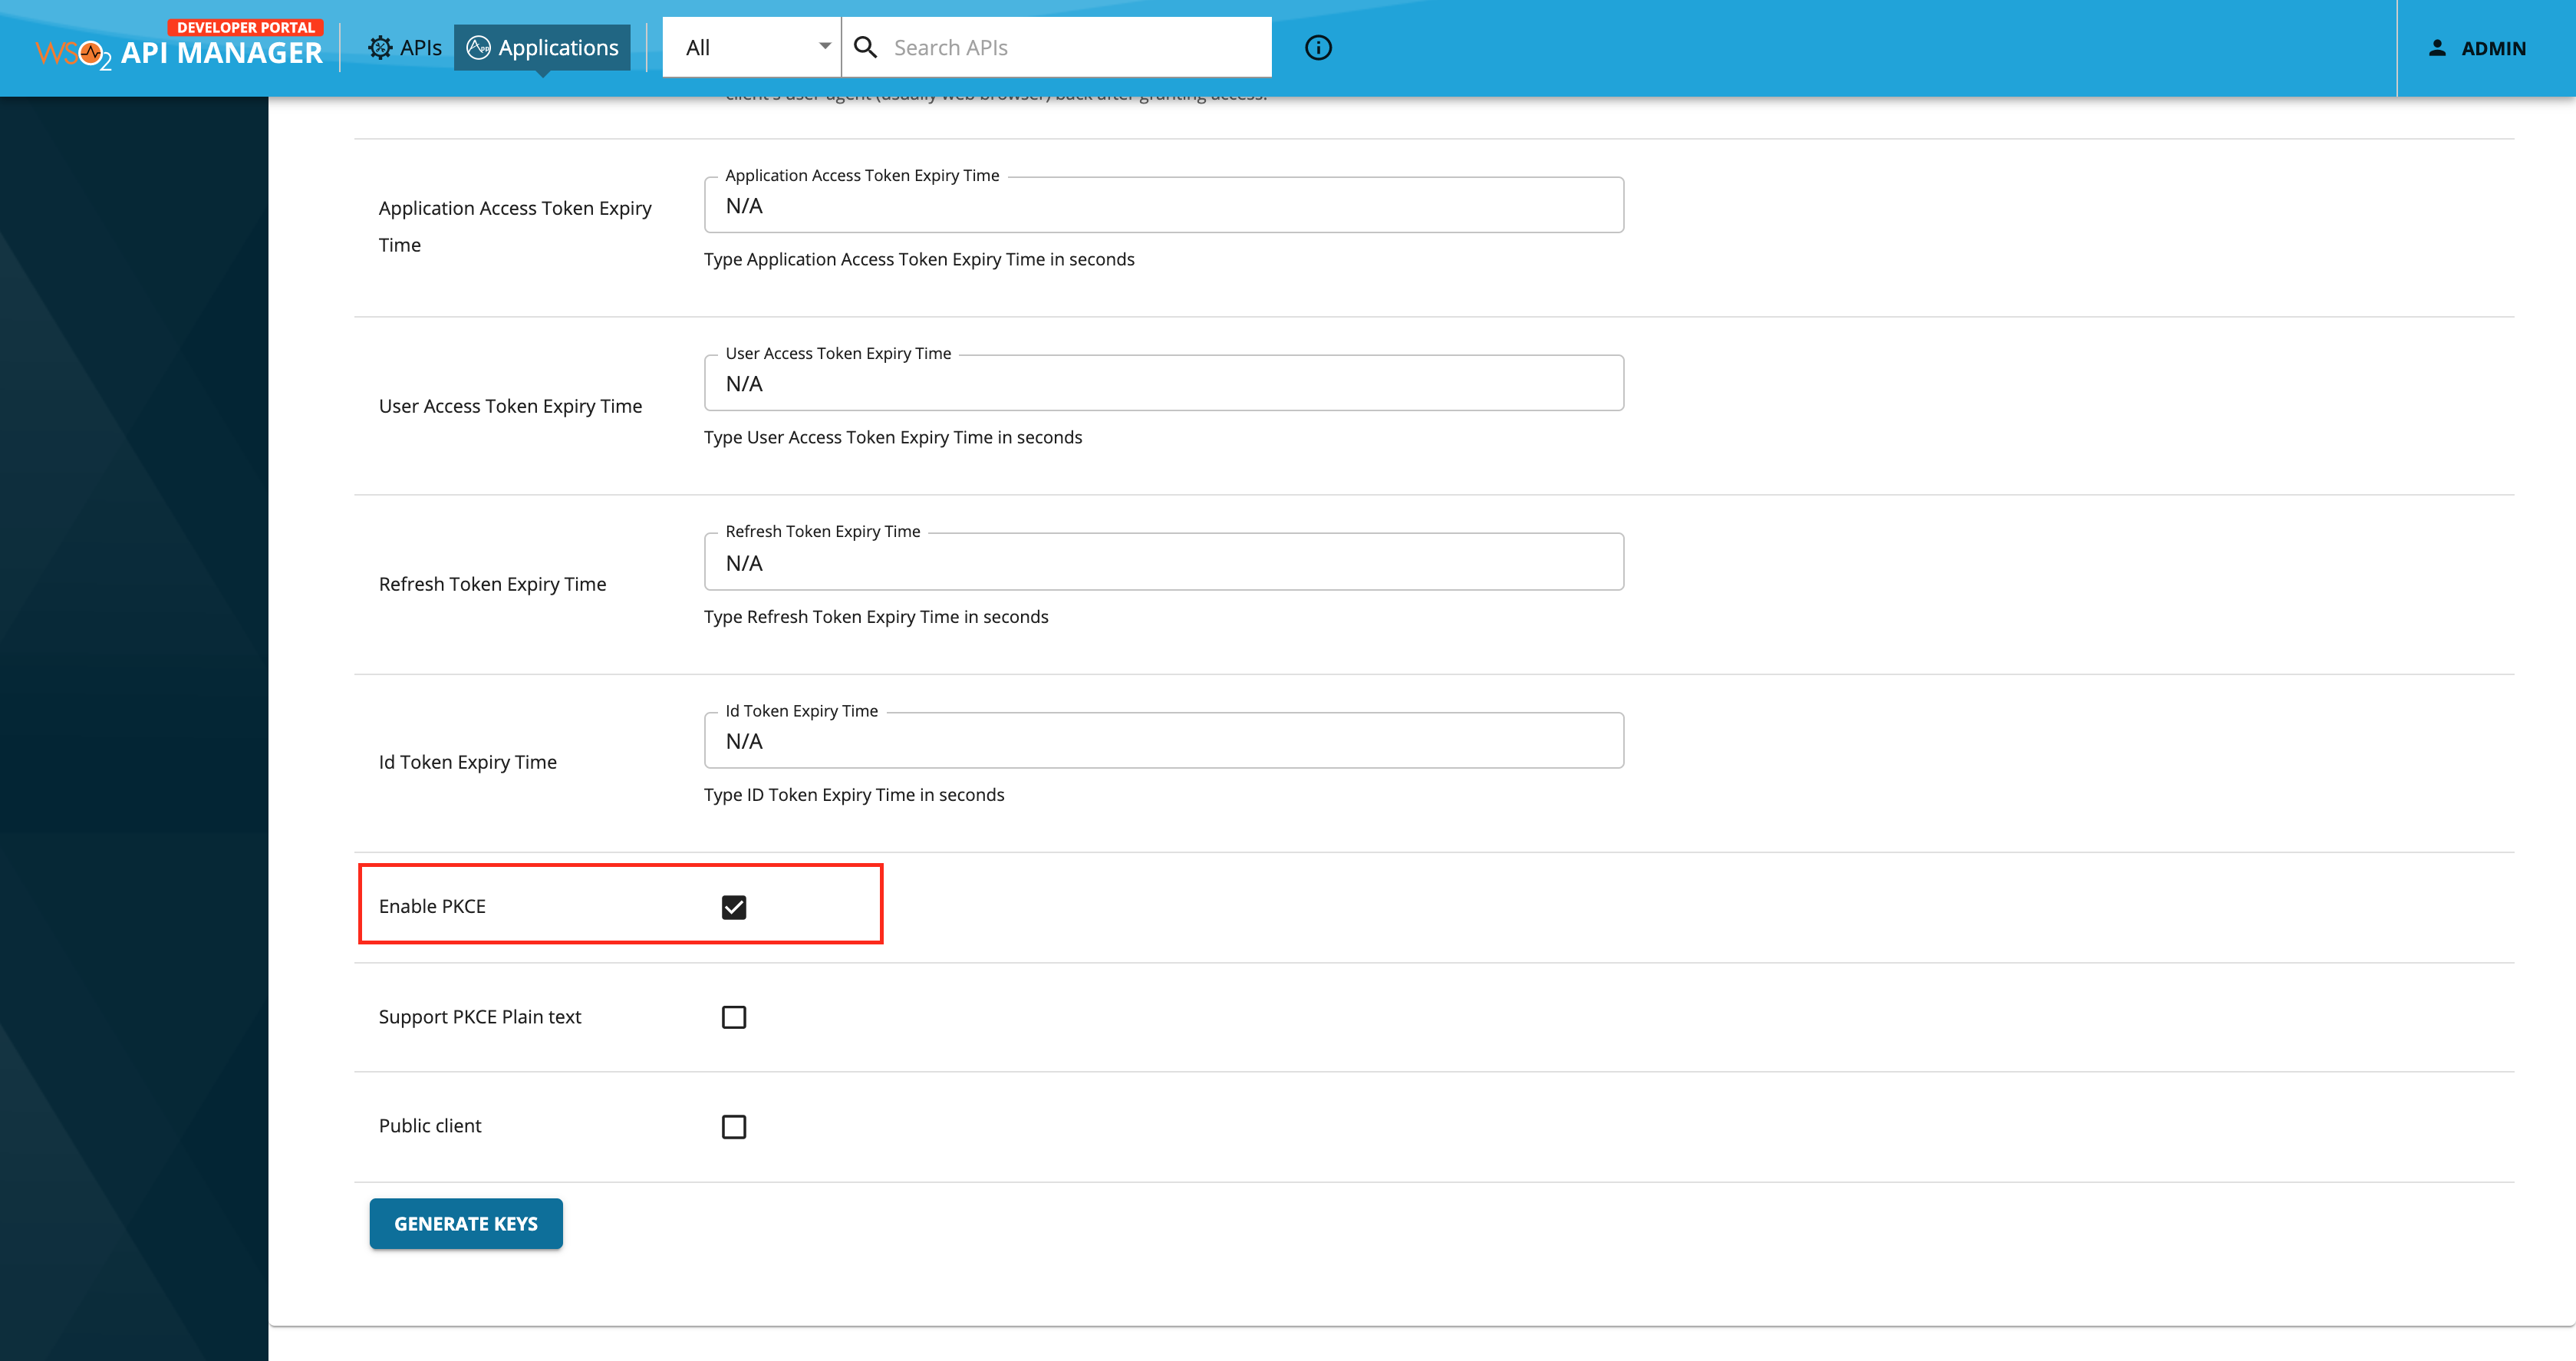 DEVELOPER PORTAL
WSO2 API MANAGER
APIs
APP Applications
All
Search APIs
ADMIN
client's user-agent (usually web browser) back after granting access.
Application Access Token Expiry
Time
Application Access Token Expiry Time
N/A
Type Application Access Token Expiry Time in seconds
User Access Token Expiry Time
User Access Token Expiry Time
N/A
Type User Access Token Expiry Time in seconds
Refresh Token Expiry Time
Refresh Token Expiry Time
N/A
Type Refresh Token Expiry Time in seconds
Id Token Expiry Time
Id Token Expiry Time
N/A
Type ID Token Expiry Time in seconds
Enable PKCE
Support PKCE Plain text
Public client
GENERATE KEYS